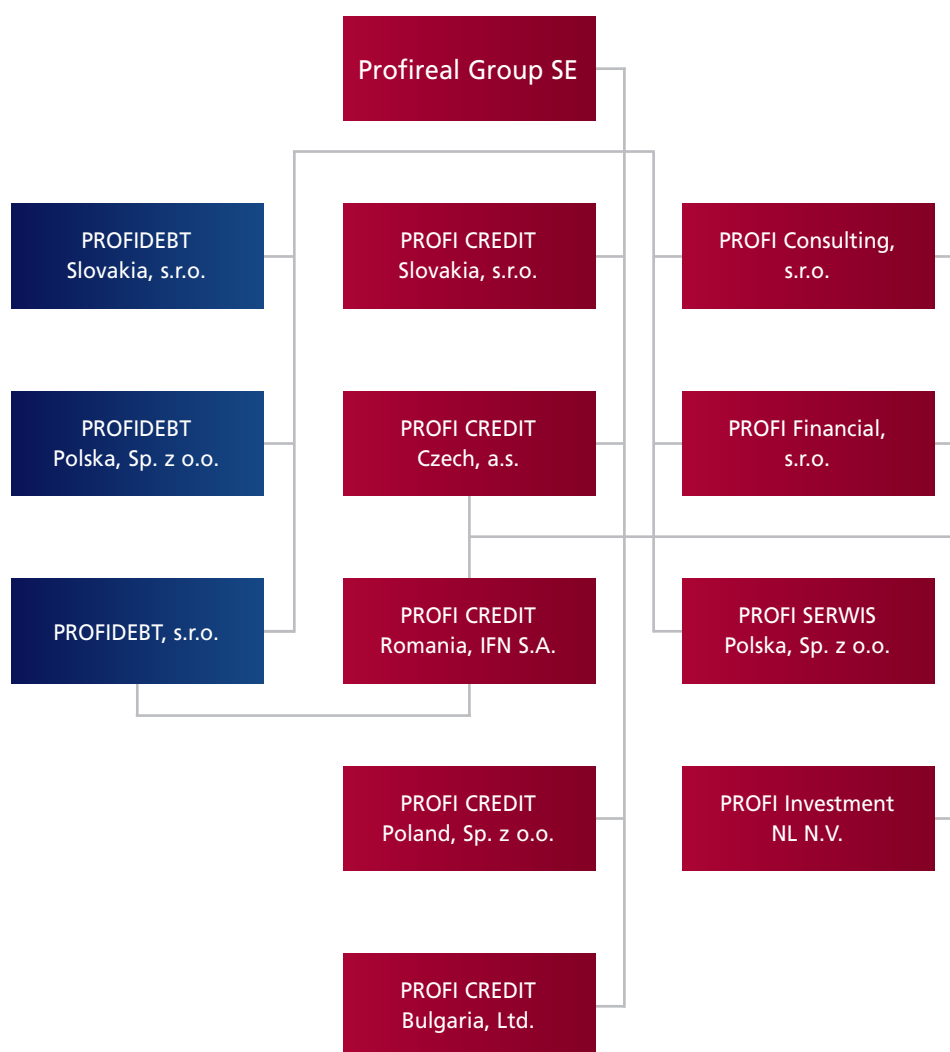 Profireal Group SE
PROFIDEBT
Slovakia, s.r.o.
PROFI CREDIT
Slovakia, s.r.o.
PROFI Consulting,
s.r.o.
PROFIDEBT
Polska, Sp. z o.o.
PROFI CREDIT
Czech, a.s.
PROFI Financial,
s.r.o.
PROFIDEBT, s.r.o.
PROFI CREDIT
Romania, IFN S.A.
PROFI SERWIS
Polska, Sp. z o.o.
PROFI CREDIT
Poland, Sp. z o.o.
PROFI Investment
NL N.V.
PROFI CREDIT
Bulgaria, Ltd.